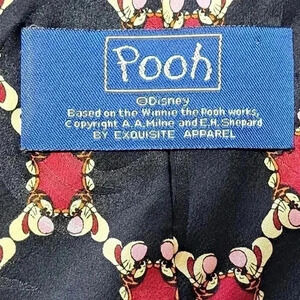 Pooh
©Disney
Based on the Winnie the Pooh works,
Copyright A.A.Milne and E.H.Shepard
BY EXQUISITE APPAREL